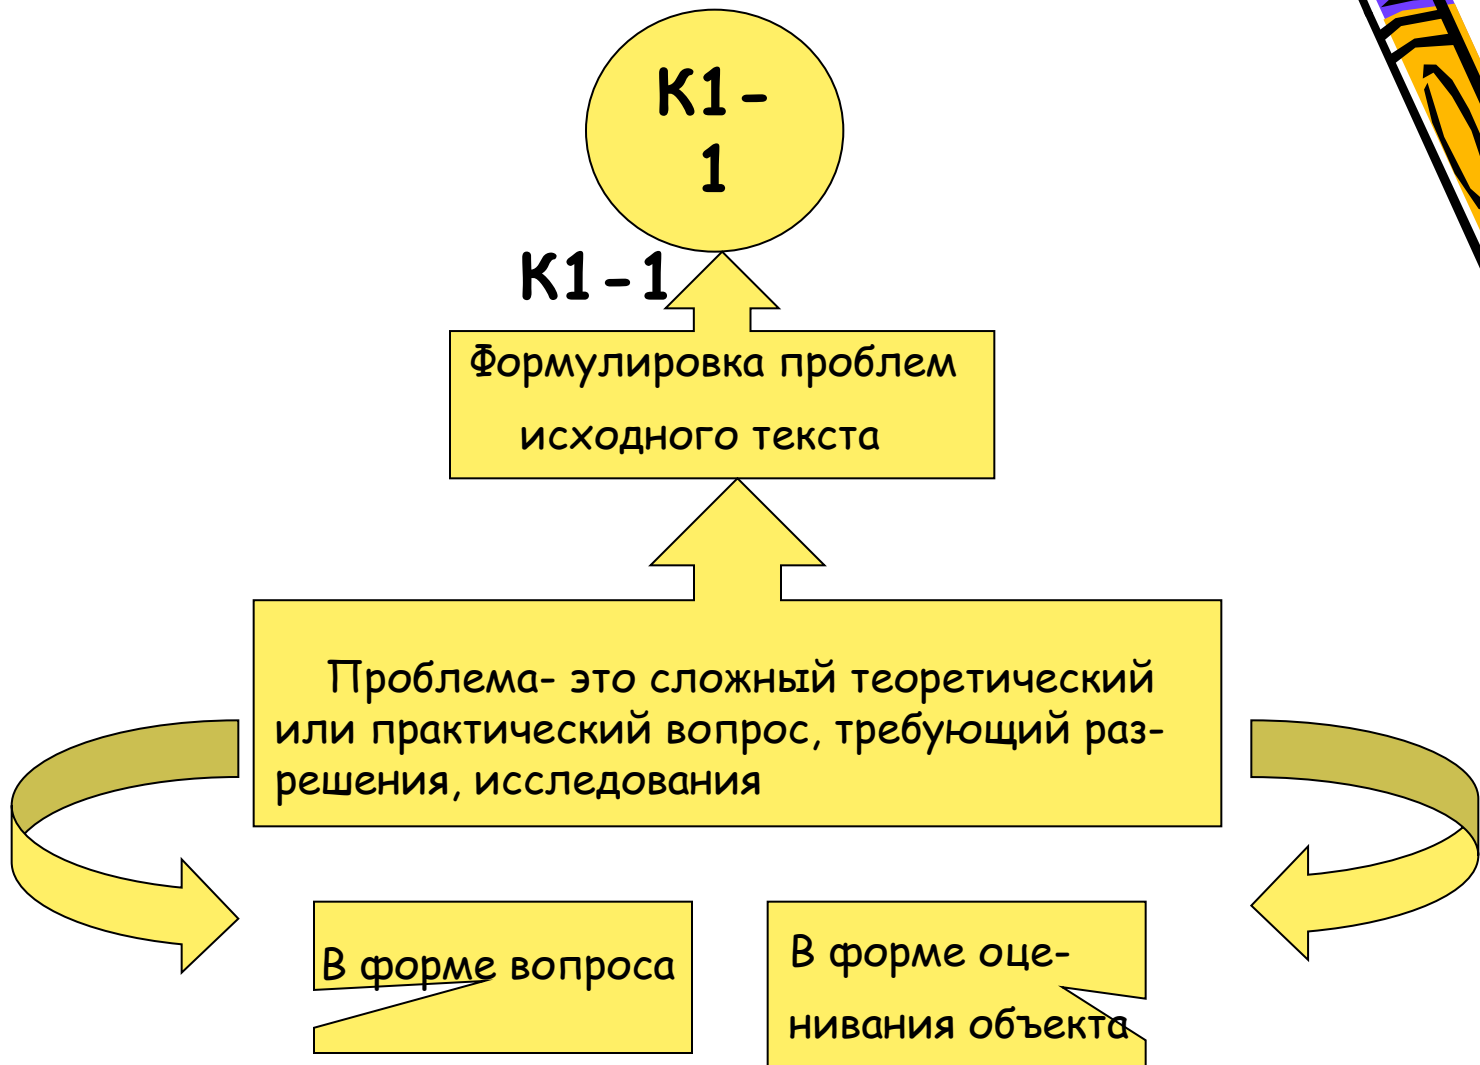 К1-
1
К1-1
Формулировка проблем
исходного текста
Проблема- это сложный теоретический
или практический вопрос, требующий раз-
решения, исследования
В форме вопроса
В форме оце-
нивания объекта